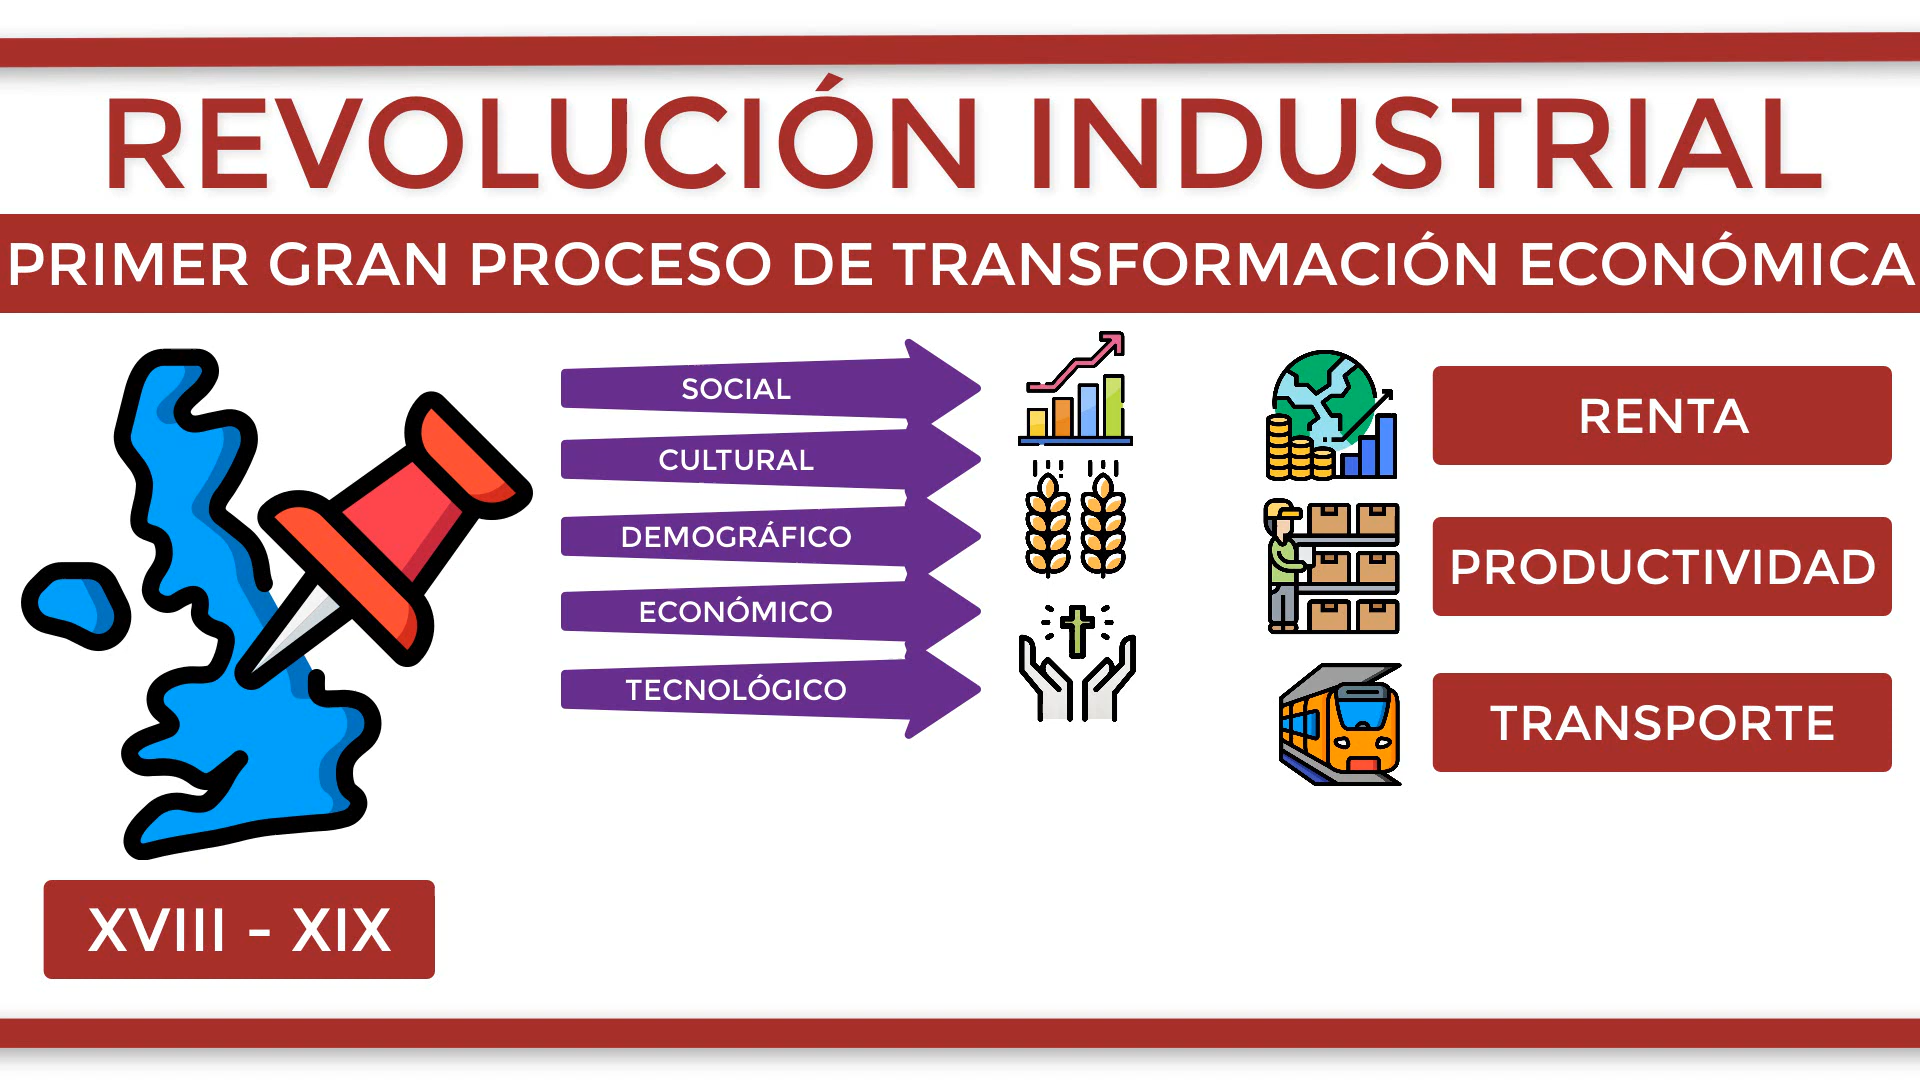 REVOLUCIÓN INDUSTRIAL
PRIMER GRAN PROCESO DE TRANSFORMACIÓN ECONÓMICA
SOCIAL
CULTURAL
DEMOGRÁFICO
ECONÓMICO
TECNOLÓGICO
RENTA
PRODUCTIVIDAD
TRANSPORTE
XVIII - XIX